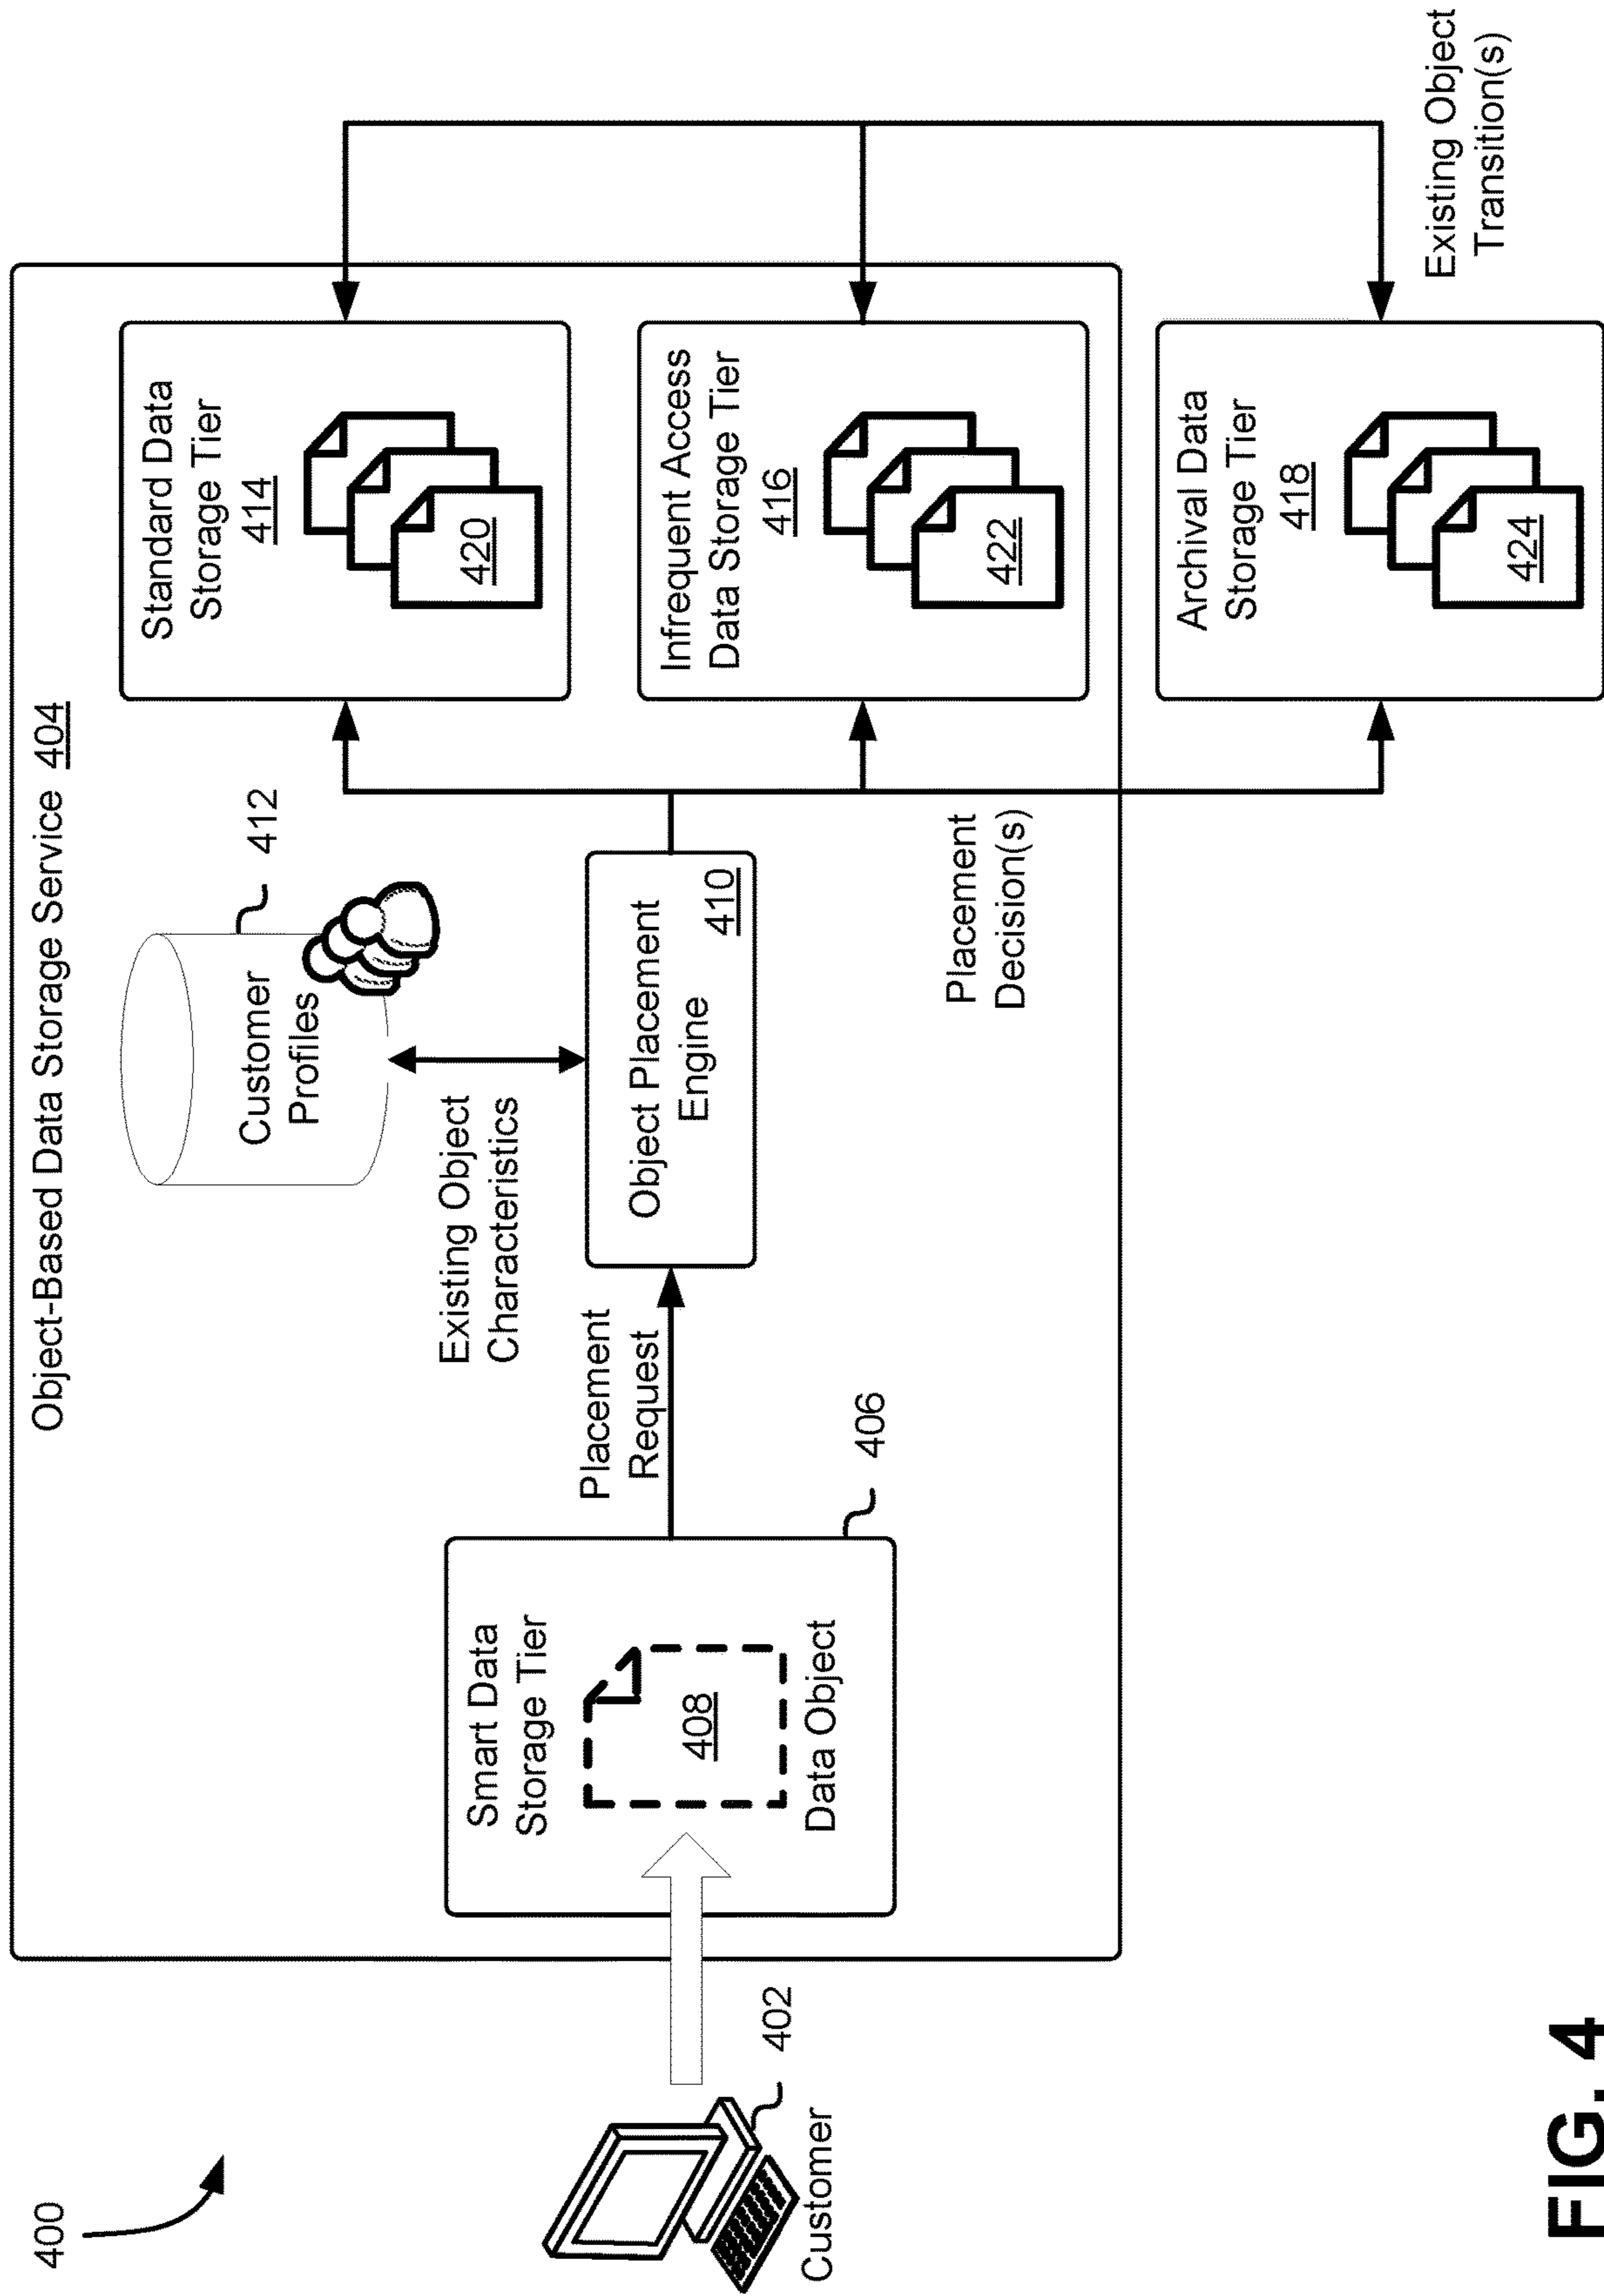 400
Object-Based Data Storage Service 404
Customer
402
Smart Data
Storage Tier
408
Data Object
406
Placement
Request
Existing Object
Characteristics
Customer
Profiles
412
Object Placement
Engine
410
Placement
Decision(s)
Standard Data
Storage Tier
414
420
Infrequent Access
Data Storage Tier
416
422
Archival Data
Storage Tier
418
424
Existing Object
Transition(s)
FIG. 4